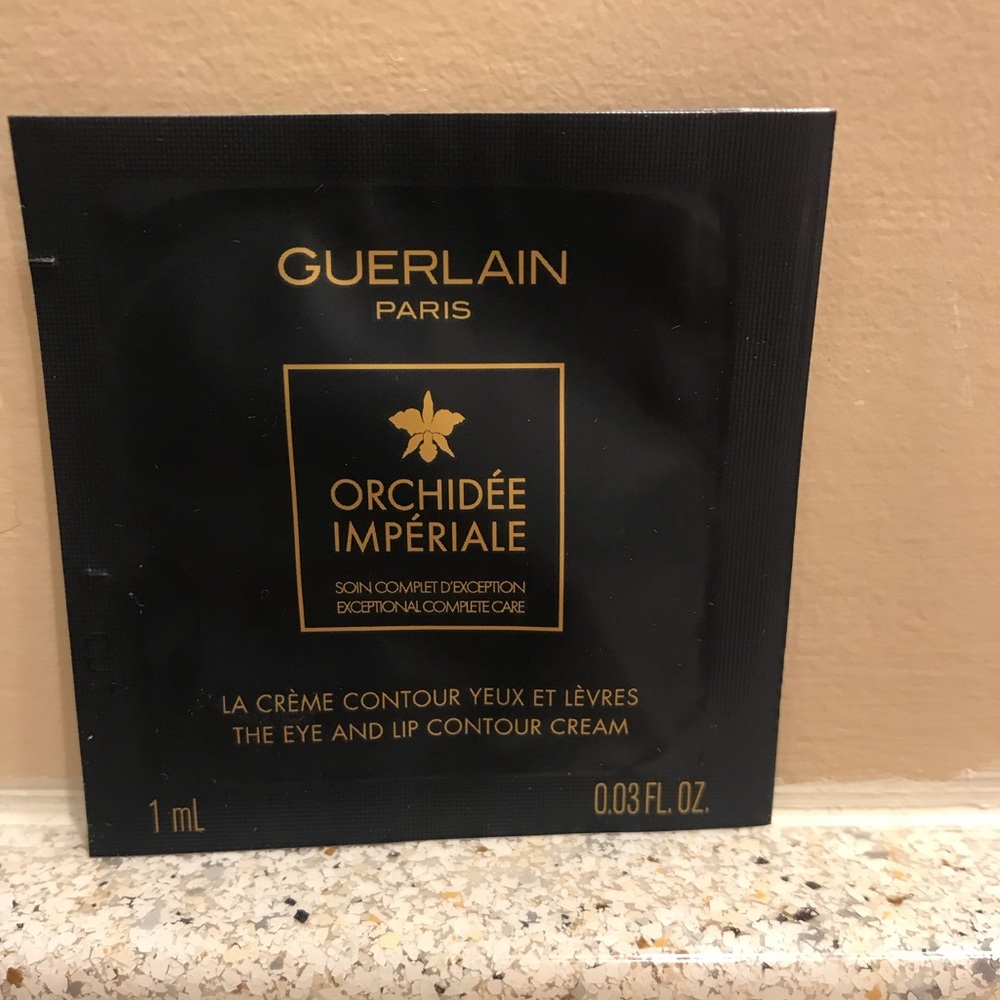 GUERLAIN
PARIS
ORCHIDÉE
IMPÉRIALE
SOIN COMPLET D'EXCEPTION
EXCEPTIONAL COMPLETE CARE
LA CRÈME CONTOUR YEUX ET LÈVRES
THE EYE AND LIP CONTOUR CREAM
1 mL
0.03 FL. OZ.